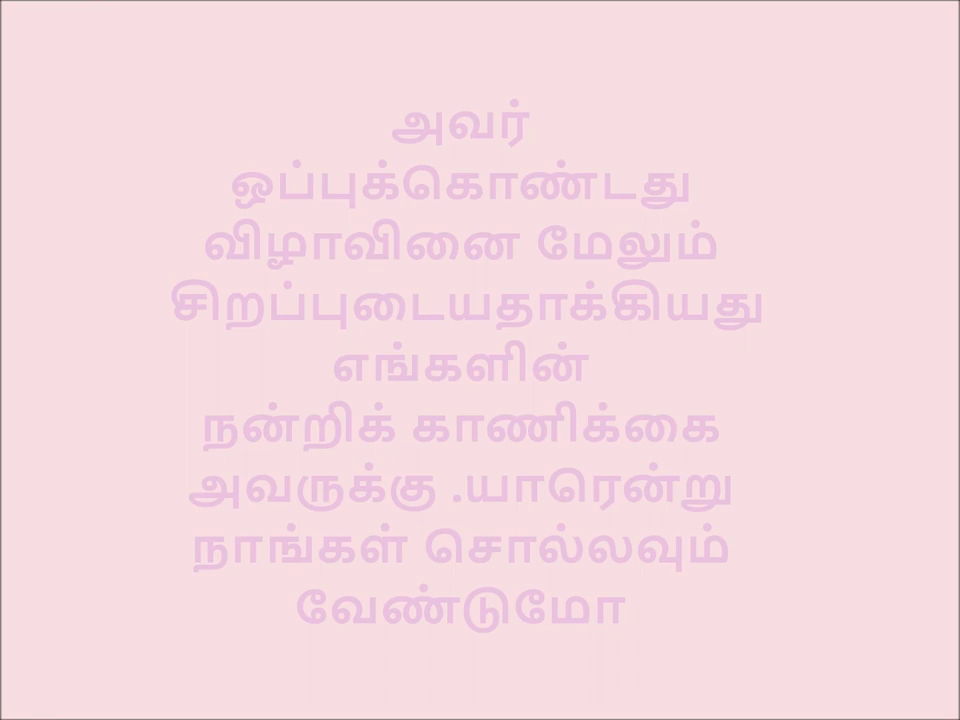 அவர்
ஒப்புக்கொண்டது
விழாவினை மேலும்
சிறப்புடையதாக்கியது
எங்களின்
நன்றிக் காணிக்கை
அவருக்கு .யாரென்று
நாங்கள் சொல்லவும்
வேண்டுமோ